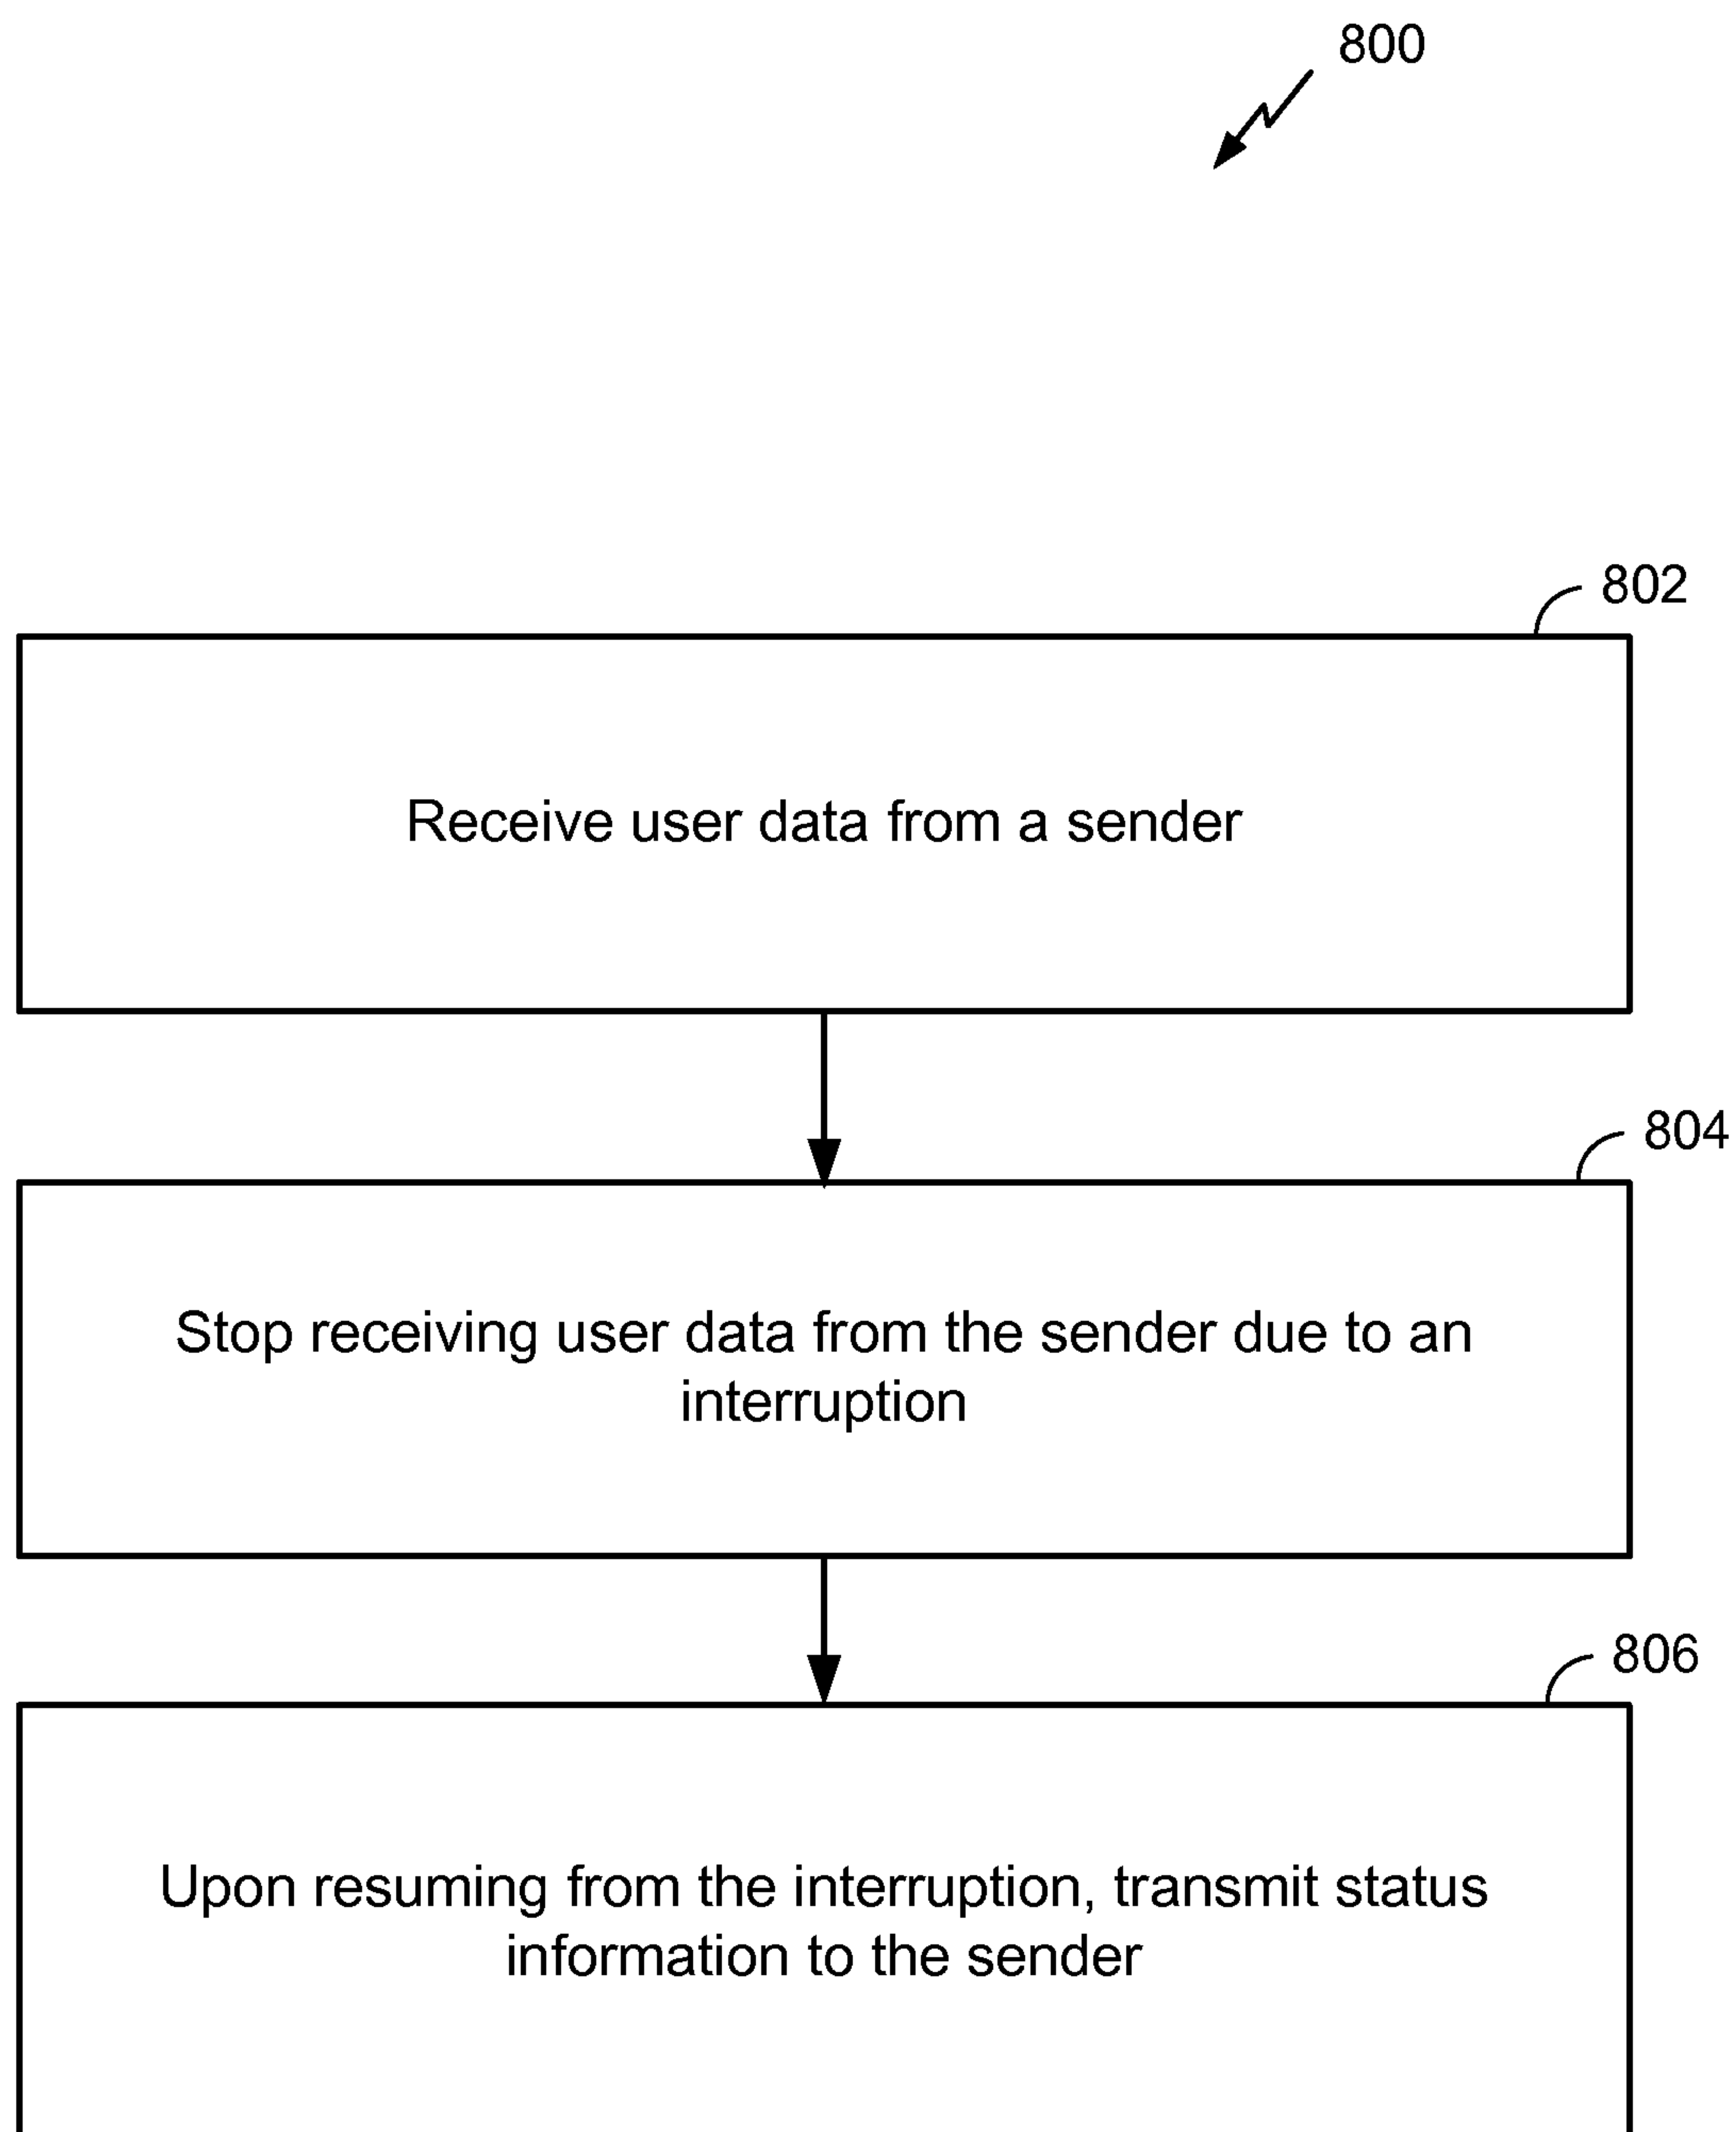 800
802
Receive user data from a sender
804
Stop receiving user data from the sender due to an
interruption
806
Upon resuming from the interruption, transmit status
information to the sender